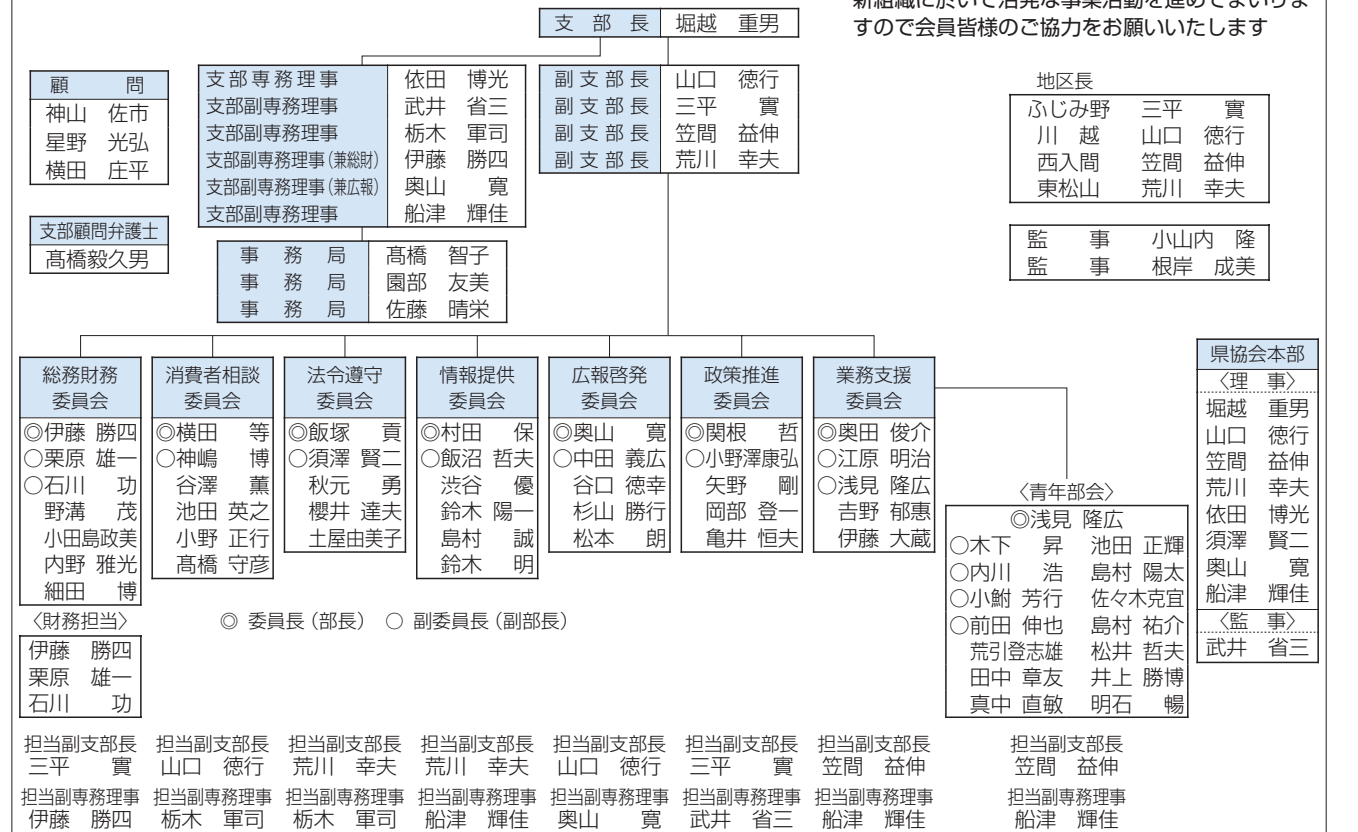 新組織に於いて活発な事業活動を進めてまいりま
すので会員皆様のご協力をお願いいたします
支部長 堀越 重男
顧問
神山 佐市
星野 光弘
横田 庄平
支部顧問弁護士
髙橋毅久男
支部専務理事 依田 博光
支部副専務理事 武井 省三
支部副専務理事 栃木 軍司
支部副専務理事(兼総財) 伊藤 勝四
支部副専務理事(兼広報) 奥山 寛
支部副専務理事 船津 輝佳
副支部長 山口 徳行
副支部長 三平 實
副支部長 笠間 益伸
副支部長 荒川 幸夫
事務局 髙橋 智子
事務局 園部 友美
事務局 佐藤 晴栄
地区長
ふじみ野 三平 實
川越 山口 徳行
西入間 笠間 益伸
東松山 荒川 幸夫
監事 小山内 隆
監事 根岸 成美
総務財務
委員会
◎伊藤 勝四
○栗原 雄一
○石川 功
野溝 茂
小田島政美
内野 雅光
細田 博
〈財務担当〉
伊藤 勝四
栗原 雄一
石川 功
消費者相談
委員会
◎横田 等
○神嶋 博
谷澤 薫
池田 英之
小野 正行
髙橋 守彦
法令遵守
委員会
◎飯塚 貢
○須澤 賢二
秋元 勇
櫻井 達夫
土屋由美子
情報提供
委員会
◎村田 保
○飯沼 哲夫
渋谷 優
鈴木 陽一
島村 誠
鈴木 明
広報啓発
委員会
◎奥山 寛
○中田 義広
谷口 徳幸
杉山 勝行
松本 朗
政策推進
委員会
◎関根 哲
○小野澤康弘
矢野 剛
岡部 登一
亀井 恒夫
業務支援
委員会
◎奥田 俊介
○江原 明治
○浅見 隆広
吉野 郁惠
伊藤 大蔵
◎ 委員長(部長) ○ 副委員長(副部長)
〈青年部会〉
◎浅見 隆広
○木下 昇 池田 正輝
○内川 浩 島村 陽太
○小鮒 芳行 佐々木克宜
○前田 伸也 島村 祐介
荒引登志雄 松井 哲夫
田中 章友 井上 勝博
真中 直敏 明石 暢
県協会本部
〈理事〉
堀越 重男
山口 徳行
笠間 益伸
荒川 幸夫
依田 博光
須澤 賢二
奥山 寛
船津 輝佳
〈監事〉
武井 省三
担当副支部長 担当副支部長 担当副支部長 担当副支部長 担当副支部長 担当副支部長 担当副支部長 担当副支部長
三平 實 山口 徳行 荒川 幸夫 荒川 幸夫 山口 徳行 三平 實 笠間 益伸 笠間 益伸
担当副専務理事 担当副専務理事 担当副専務理事 担当副専務理事 担当副専務理事 担当副専務理事 担当副専務理事 担当副専務理事
伊藤 勝四 栃木 軍司 栃木 軍司 船津 輝佳 奥山 寛 武井 省三 船津 輝佳 船津 輝佳